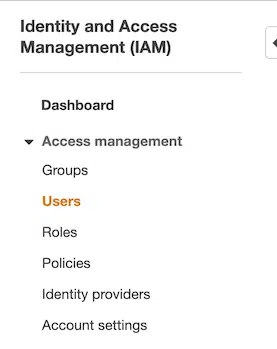 Identity and Access
Management (IAM)
Dashboard
Access management
Groups
Users
Roles
Policies
Identity providers
Account settings